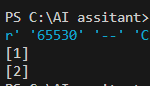 PS C:\AI assitant>
r' '65530' '--' 'C
[1]
[2]